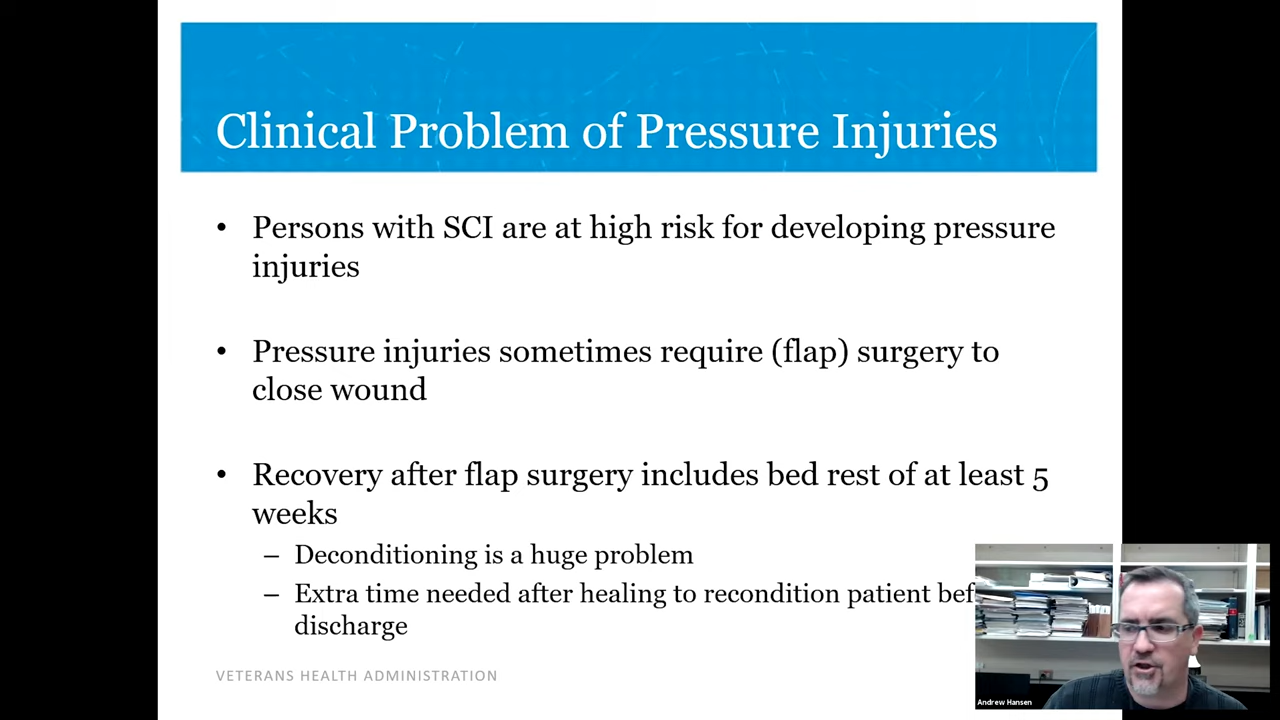 Clinical Problem of Pressure Injuries
• Persons with SCI are at high risk for developing pressure
injuries
• Pressure injuries sometimes require (flap) surgery to
close wound
• Recovery after flap surgery includes bed rest of at least 5
weeks
– Deconditioning is a huge problem
– Extra time needed after healing to recondition patient bef
discharge
VETERANS HEALTH ADMINISTRATION
Andrew Hansen